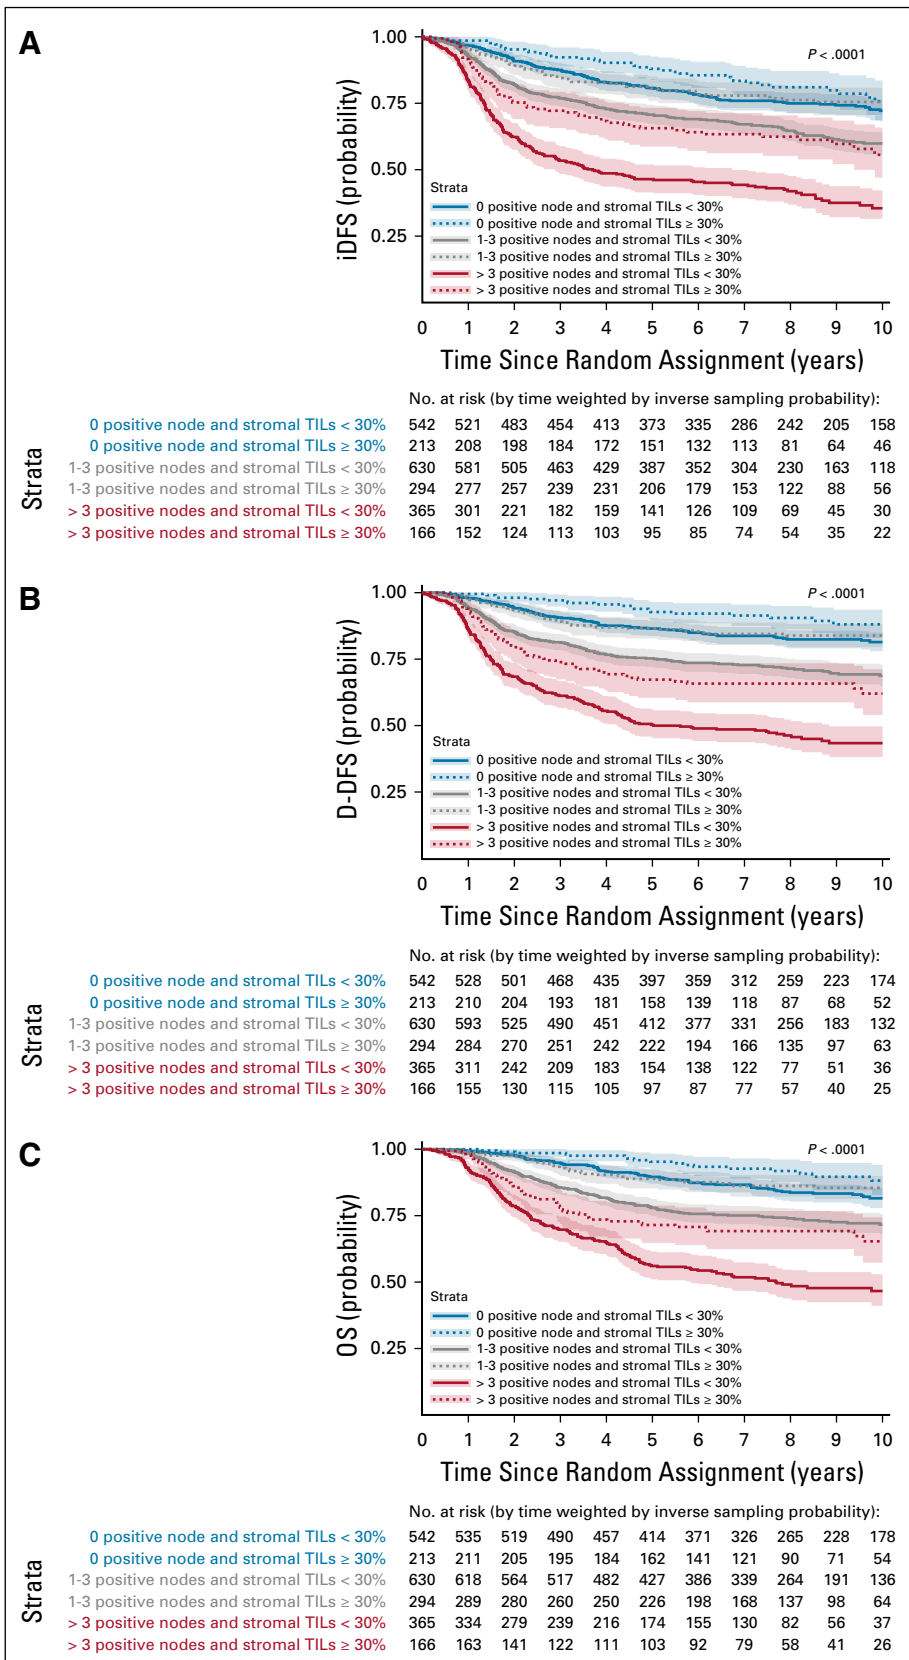 A
1.00
0.75
0.50
0.25
iDFS (probability)
P < .0001
Strata
0 positive node and stromal TILs < 30%
0 positive node and stromal TILs ≥ 30%
1-3 positive nodes and stromal TILs < 30%
1-3 positive nodes and stromal TILs ≥ 30%
> 3 positive nodes and stromal TILs < 30%
> 3 positive nodes and stromal TILs ≥ 30%
0 1 2 3 4 5 6 7 8 9 10
Time Since Random Assignment (years)
No. at risk (by time weighted by inverse sampling probability):
Strata
0 positive node and stromal TILs < 30% 542 521 483 454 413 373 335 286 242 205 158
0 positive node and stromal TILs ≥ 30% 213 208 198 184 172 151 132 113 81 64 46
1-3 positive nodes and stromal TILs < 30% 630 581 505 463 429 387 352 304 230 163 118
1-3 positive nodes and stromal TILs ≥ 30% 294 277 257 239 231 206 179 153 122 88 56
> 3 positive nodes and stromal TILs < 30% 365 301 221 182 159 141 126 109 69 45 30
> 3 positive nodes and stromal TILs ≥ 30% 166 152 124 113 103 95 85 74 54 35 22
B
1.00
0.75
0.50
0.25
D-DFS (probability)
P < .0001
Strata
0 positive node and stromal TILs < 30%
0 positive node and stromal TILs ≥ 30%
1-3 positive nodes and stromal TILs < 30%
1-3 positive nodes and stromal TILs ≥ 30%
> 3 positive nodes and stromal TILs < 30%
> 3 positive nodes and stromal TILs ≥ 30%
0 1 2 3 4 5 6 7 8 9 10
Time Since Random Assignment (years)
No. at risk (by time weighted by inverse sampling probability):
Strata
0 positive node and stromal TILs < 30% 542 528 501 468 435 397 359 312 259 223 174
0 positive node and stromal TILs ≥ 30% 213 210 204 193 181 158 139 118 87 68 52
1-3 positive nodes and stromal TILs < 30% 630 593 525 490 451 412 377 331 256 183 132
1-3 positive nodes and stromal TILs ≥ 30% 294 284 270 251 242 222 194 166 135 97 63
> 3 positive nodes and stromal TILs < 30% 365 311 242 209 183 154 138 122 77 51 36
> 3 positive nodes and stromal TILs ≥ 30% 166 155 130 115 105 97 87 77 57 40 25
C
1.00
0.75
0.50
0.25
OS (probability)
P < .0001
Strata
0 positive node and stromal TILs < 30%
0 positive node and stromal TILs ≥ 30%
1-3 positive nodes and stromal TILs < 30%
1-3 positive nodes and stromal TILs ≥ 30%
> 3 positive nodes and stromal TILs < 30%
> 3 positive nodes and stromal TILs ≥ 30%
0 1 2 3 4 5 6 7 8 9 10
Time Since Random Assignment (years)
No. at risk (by time weighted by inverse sampling probability):
Strata
0 positive node and stromal TILs < 30% 542 535 519 490 457 414 371 326 265 228 178
0 positive node and stromal TILs ≥ 30% 213 211 205 195 184 162 141 121 90 71 54
1-3 positive nodes and stromal TILs < 30% 630 618 564 517 482 427 386 339 264 191 136
1-3 positive nodes and stromal TILs ≥ 30% 294 289 280 260 250 226 198 168 137 98 64
> 3 positive nodes and stromal TILs < 30% 365 334 279 239 216 174 155 130 82 56 37
> 3 positive nodes and stromal TILs ≥ 30% 166 163 141 122 111 103 92 79 58 41 26